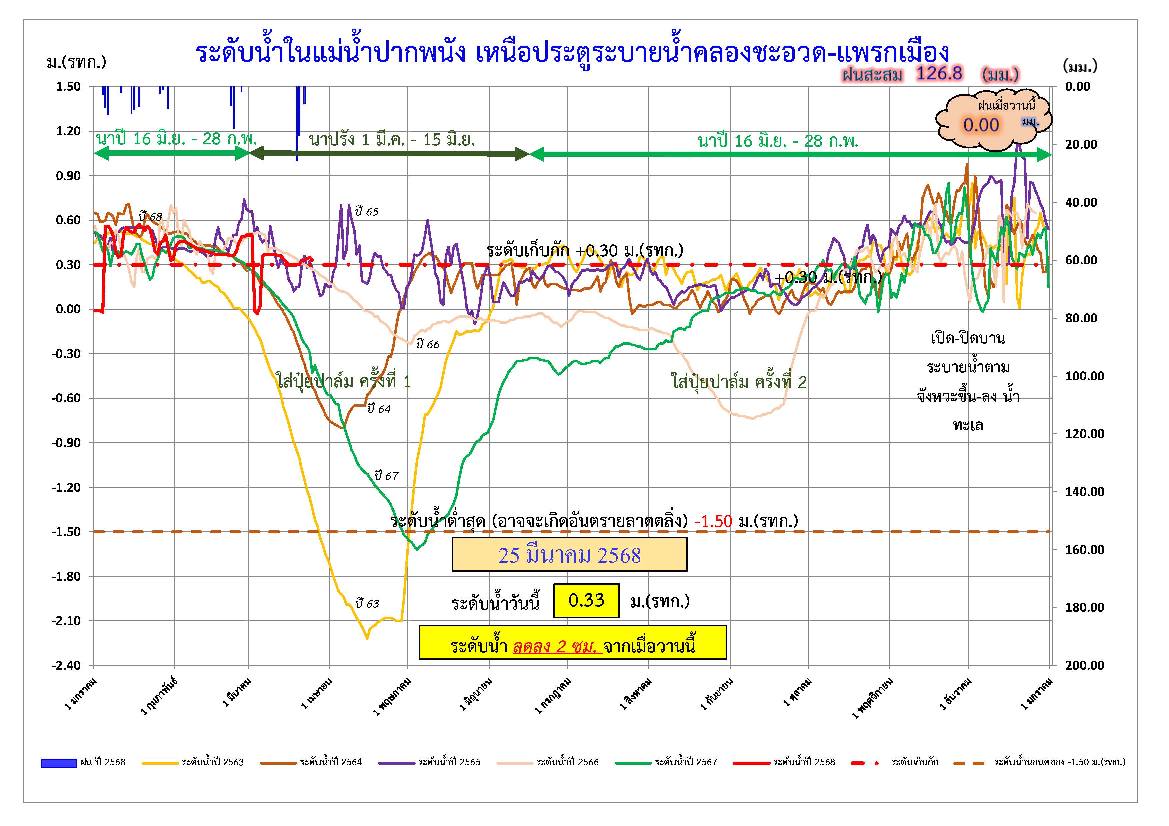 ระดับน้ำในแม่น้ำปากพนัง เหนือประตูระบายน้ำคลองชะอวด-แพรกเมือง
ม.(รทก.)
(มม.)
ฝนสะสม 126.8 (มม.)
ฝนเมื่อวานนี้
0.00 มม.
นาปี 16 มิ.ย. - 28 ก.พ.
นาปรัง 1 มี.ค. - 15 มิ.ย.
นาปี 16 มิ.ย. - 28 ก.พ.
1.50
1.20
0.90
0.60
0.30
0.00
-0.30
-0.60
-0.90
-1.20
-1.50
-1.80
-2.10
-2.40
0.00
20.00
40.00
60.00
80.00
100.00
120.00
140.00
160.00
180.00
200.00
ปี 68
ปี 65
ระดับเก็บกัก +0.30 ม.(รทก.)
+0.30 ม.(รทก.)
ปี 66
เปิด-ปิดบาน
ระบายน้ำตาม
จังหวะขึ้น-ลง น้ำ
ทะเล
ใส่ปุ๋ยปาล์ม ครั้งที่ 1
ใส่ปุ๋ยปาล์ม ครั้งที่ 2
ปี 64
ปี 67
ระดับน้ำต่ำสุด (อาจจะเกิดอันตรายลาดตลิ่ง) -1.50 ม.(รทก.)
25 มีนาคม 2568
ปี 63
ระดับน้ำวันนี้ 0.33 ม.(รทก.)
ระดับน้ำ ลดลง 2 ซม. จากเมื่อวานนี้
1 มกราคม
1 กุมภาพันธ์
1 มีนาคม
1 เมษายน
1 พฤษภาคม
1 มิถุนายน
1 กรกฎาคม
1 สิงหาคม
1 กันยายน
1 ตุลาคม
1 พฤศจิกายน
1 ธันวาคม
1 มกราคม
ฝน ปี 2568
ระดับน้ำปี 2563
ระดับน้ำปี 2564
ระดับน้ำปี 2565
ระดับน้ำปี 2566
ระดับน้ำปี 2567
ระดับน้ำปี 2568
ระดับเก็บกัก
-1.50 ม.(รทก.)